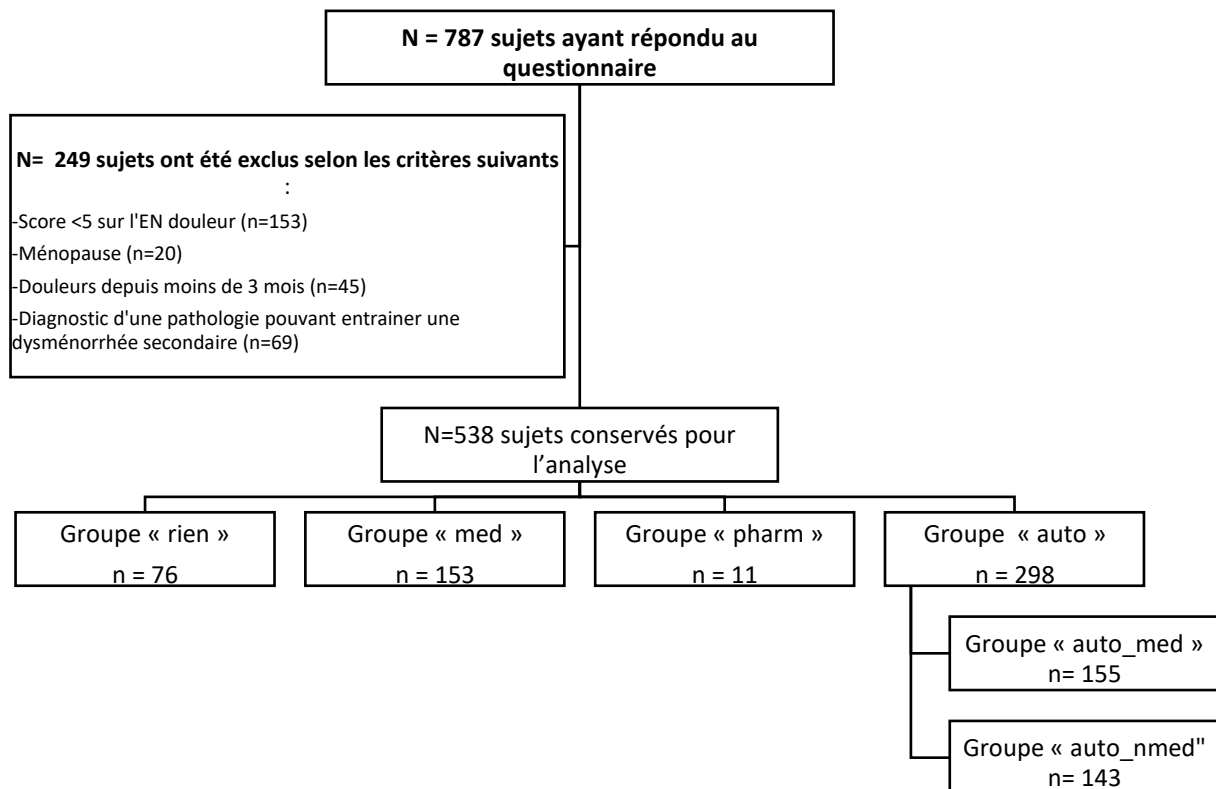 N = 787 sujets ayant répondu au
questionnaire
N=  249 sujets ont été exclus selon les critères suivants
:
-Score <5 sur l'EN douleur (n=153)
-Ménopause (n=20)
-Douleurs depuis moins de 3 mois (n=45)
-Diagnostic d'une pathologie pouvant entrainer une
dysménorrhée secondaire (n=69)
N=538 sujets conservés pour
l’analyse
Groupe « rien »
n = 76
Groupe « med »
n = 153
Groupe « pharm »
n = 11
Groupe  « auto »
n = 298
Groupe « auto_med »
n= 155
Groupe « auto_nmed"
n= 143